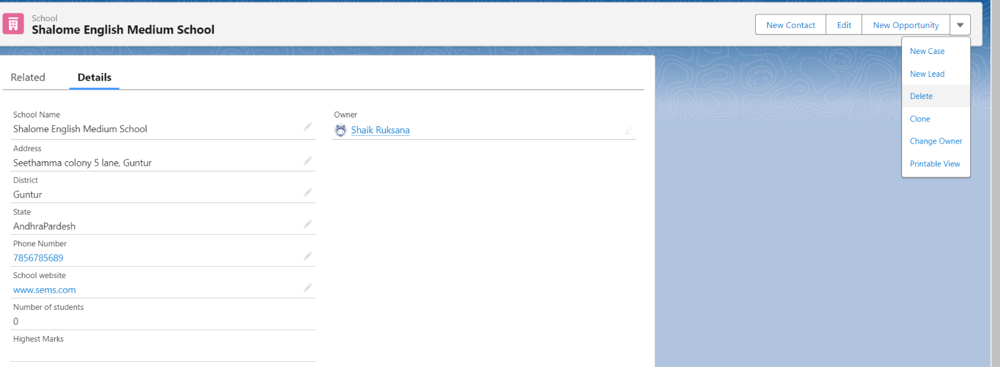 School
Shalome English Medium School
New Contact
Edit
New Opportunity
New Case
New Lead
Delete
Clone
Change Owner
Printable View
Related
Details
School Name
Shalome English Medium School
Owner
Shaik Ruksana
Address
Seethamma colony 5 lane, Guntur
District
Guntur
State
AndhraPardesh
Phone Number
7856785689
School website
www.sems.com
Number of students
0
Highest Marks